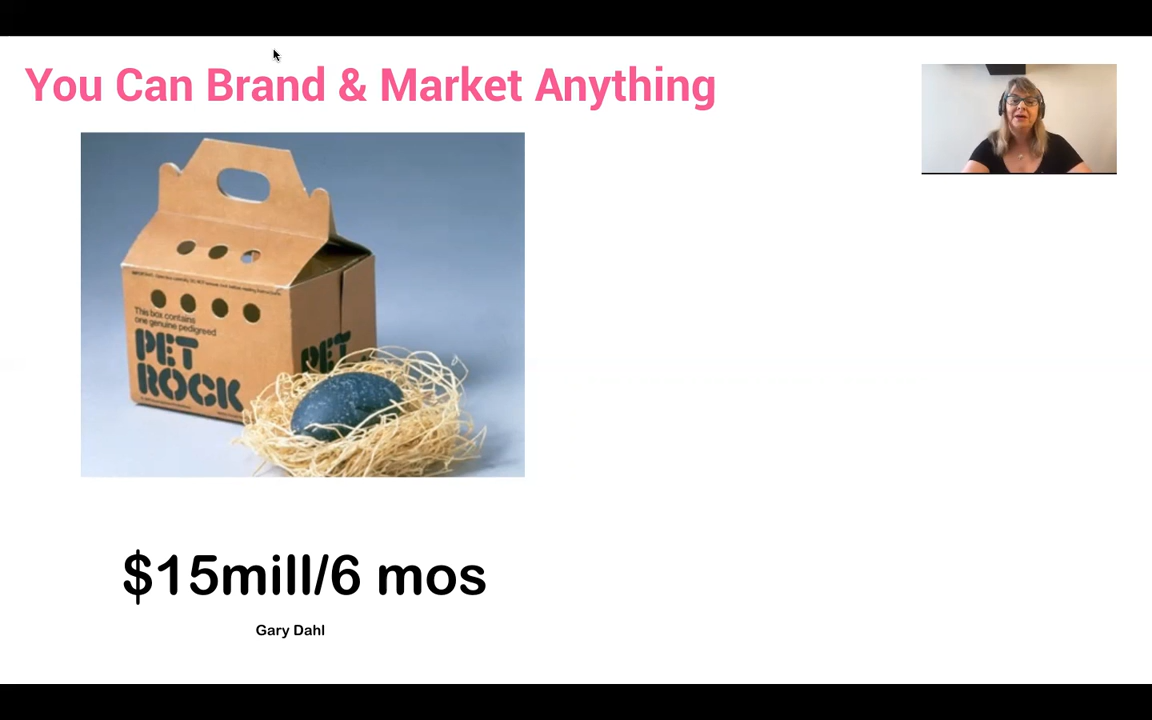 You Can Brand & Market Anything
This box contains
one genuine pedigreed
PET
ROCK
PET
$15mill/6 mos
Gary Dahl